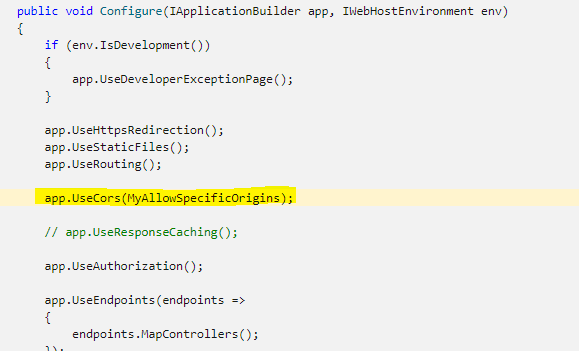 public void Configure(IApplicationBuilder app, IWebHostEnvironment env)
{
if (env.IsDevelopment())
{
app.UseDeveloperExceptionPage();
}
app.UseHttpsRedirection();
app.UseStaticFiles();
app.UseRouting();
app.UseCors(MyAllowSpecificOrigins);
// app.UseResponseCaching();
app.UseAuthorization();
app.UseEndpoints(endpoints =>
{
endpoints.MapControllers();
});